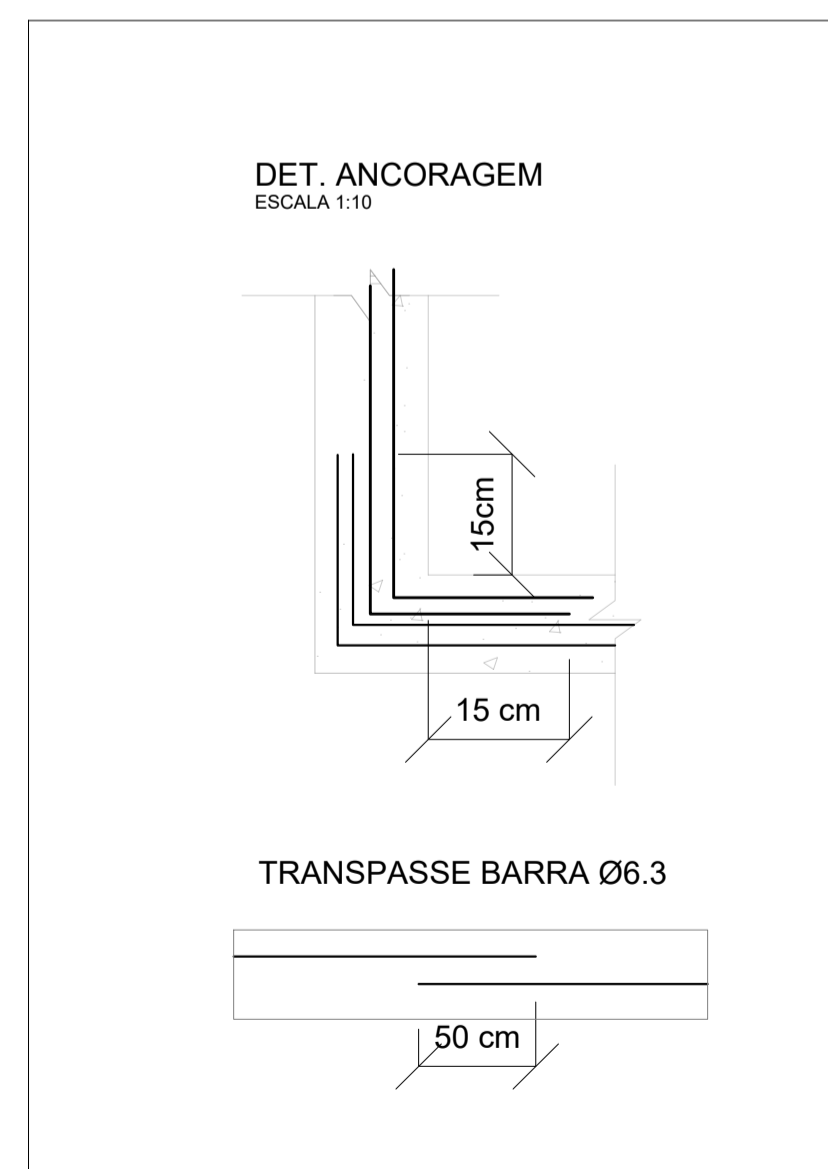 DET. ANCORAGEM
ESCALA 1:10
15cm
15 cm
TRANSPASSE BARRA Ø6.3
50 cm